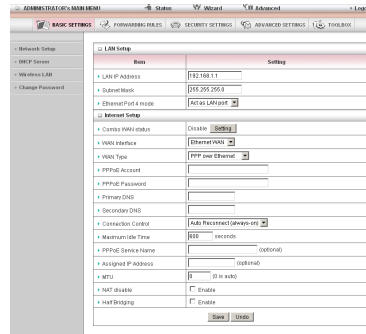 ADMINISTRATOR'S MAIN MENU Status Wizard Advanced » Logo
BASIC SETTINGS FORWARDING RULES SECURITY SETTINGS ADVANCED SETTINGS TOOLBOX
Network Setup
DHCP Server
Wireless LAN
Change Password
LAN Setup
Item Setting
LAN IP Address 192.168.1.1
Subnet Mask 255.255.255.0
Ethernet Port 4 mode Act as LAN port
Internet Setup
Combo WAN status Disable Setting
WAN Interface Ethernet WAN
WAN Type PPP over Ethernet
PPPoE Account
PPPoE Password
Primary DNS
Secondary DNS
Connection Control Auto Reconnect (always-on)
Maximum Idle Time 600 seconds
PPPoE Service Name (optional)
Assigned IP Address (optional)
MTU 0 (0 is auto)
NAT disable Enable
Half Bridging Enable
Save Undo